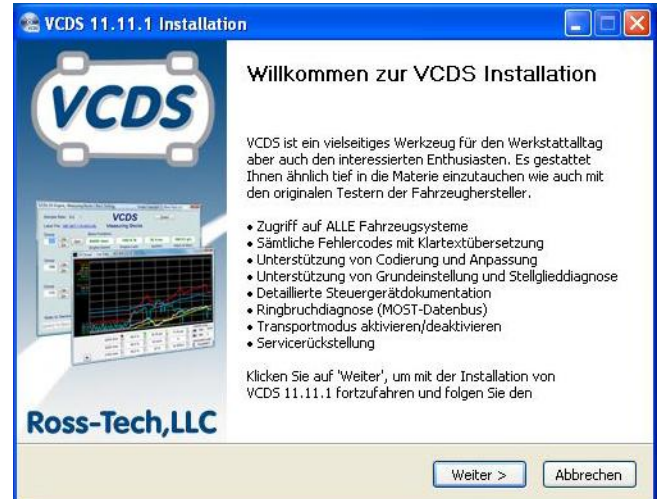 VCDS 11.11.1 Installation
VCDS
Willkommen zur VCDS Installation
VCDS ist ein vielseitiges Werkzeug für den Werkstattalltag
aber auch den interessierten Enthusiasten. Es gestattet
Ihnen ähnlich tief in die Materie einzutauchen wie auch mit
den originalen Testern der Fahrzeughersteller.
• Zugriff auf ALLE Fahrzeugsysteme
• Sämtliche Fehlercodes mit Klartextübersetzung
• Unterstützung von Codierung und Anpassung
• Unterstützung von Grundeinstellung und Stellglieddiagnose
• Detaillierte Steuergerätdokumentation
• Ringbruchdiagnose (MOST-Datenbus)
• Transportmodus aktivieren/deaktivieren
• Servicerückstellung
Klicken Sie auf 'Weiter', um mit der Installation von
VCDS 11.11.1 fortzufahren und folgen Sie den
VCDS
Measuring Blocks
Ross-Tech,LLC
Weiter >
Abbrechen